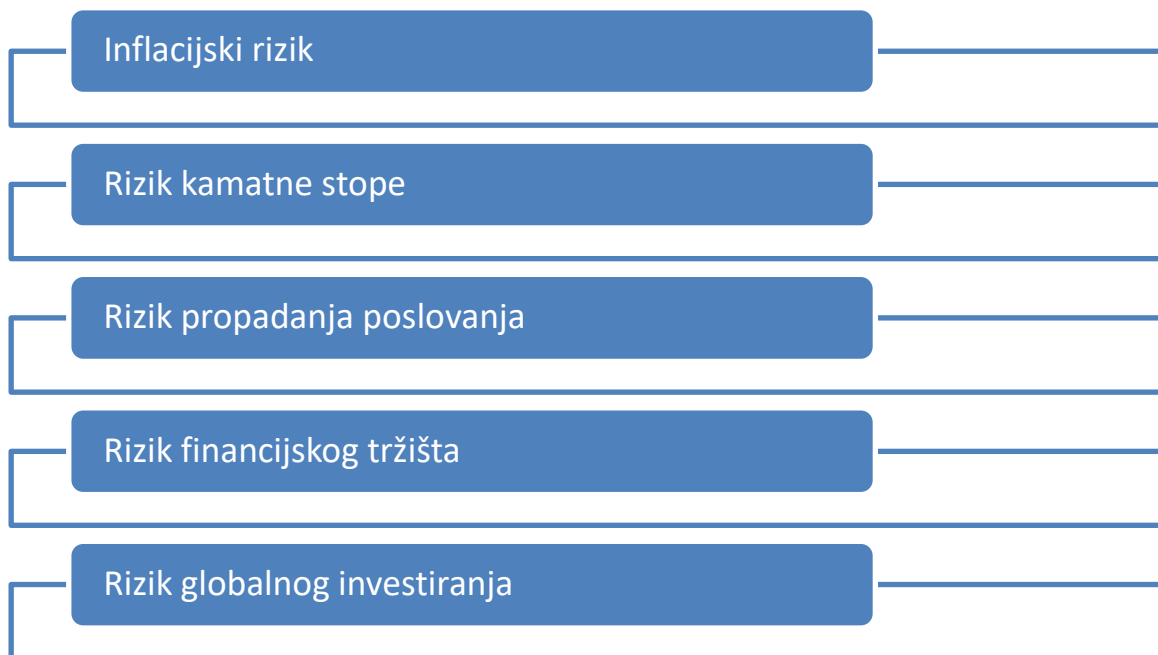 Inflacijski rizik
Rizik kamatne stope
Rizik propadanja poslovanja
Rizik financijskog tržišta
Rizik globalnog investiranja